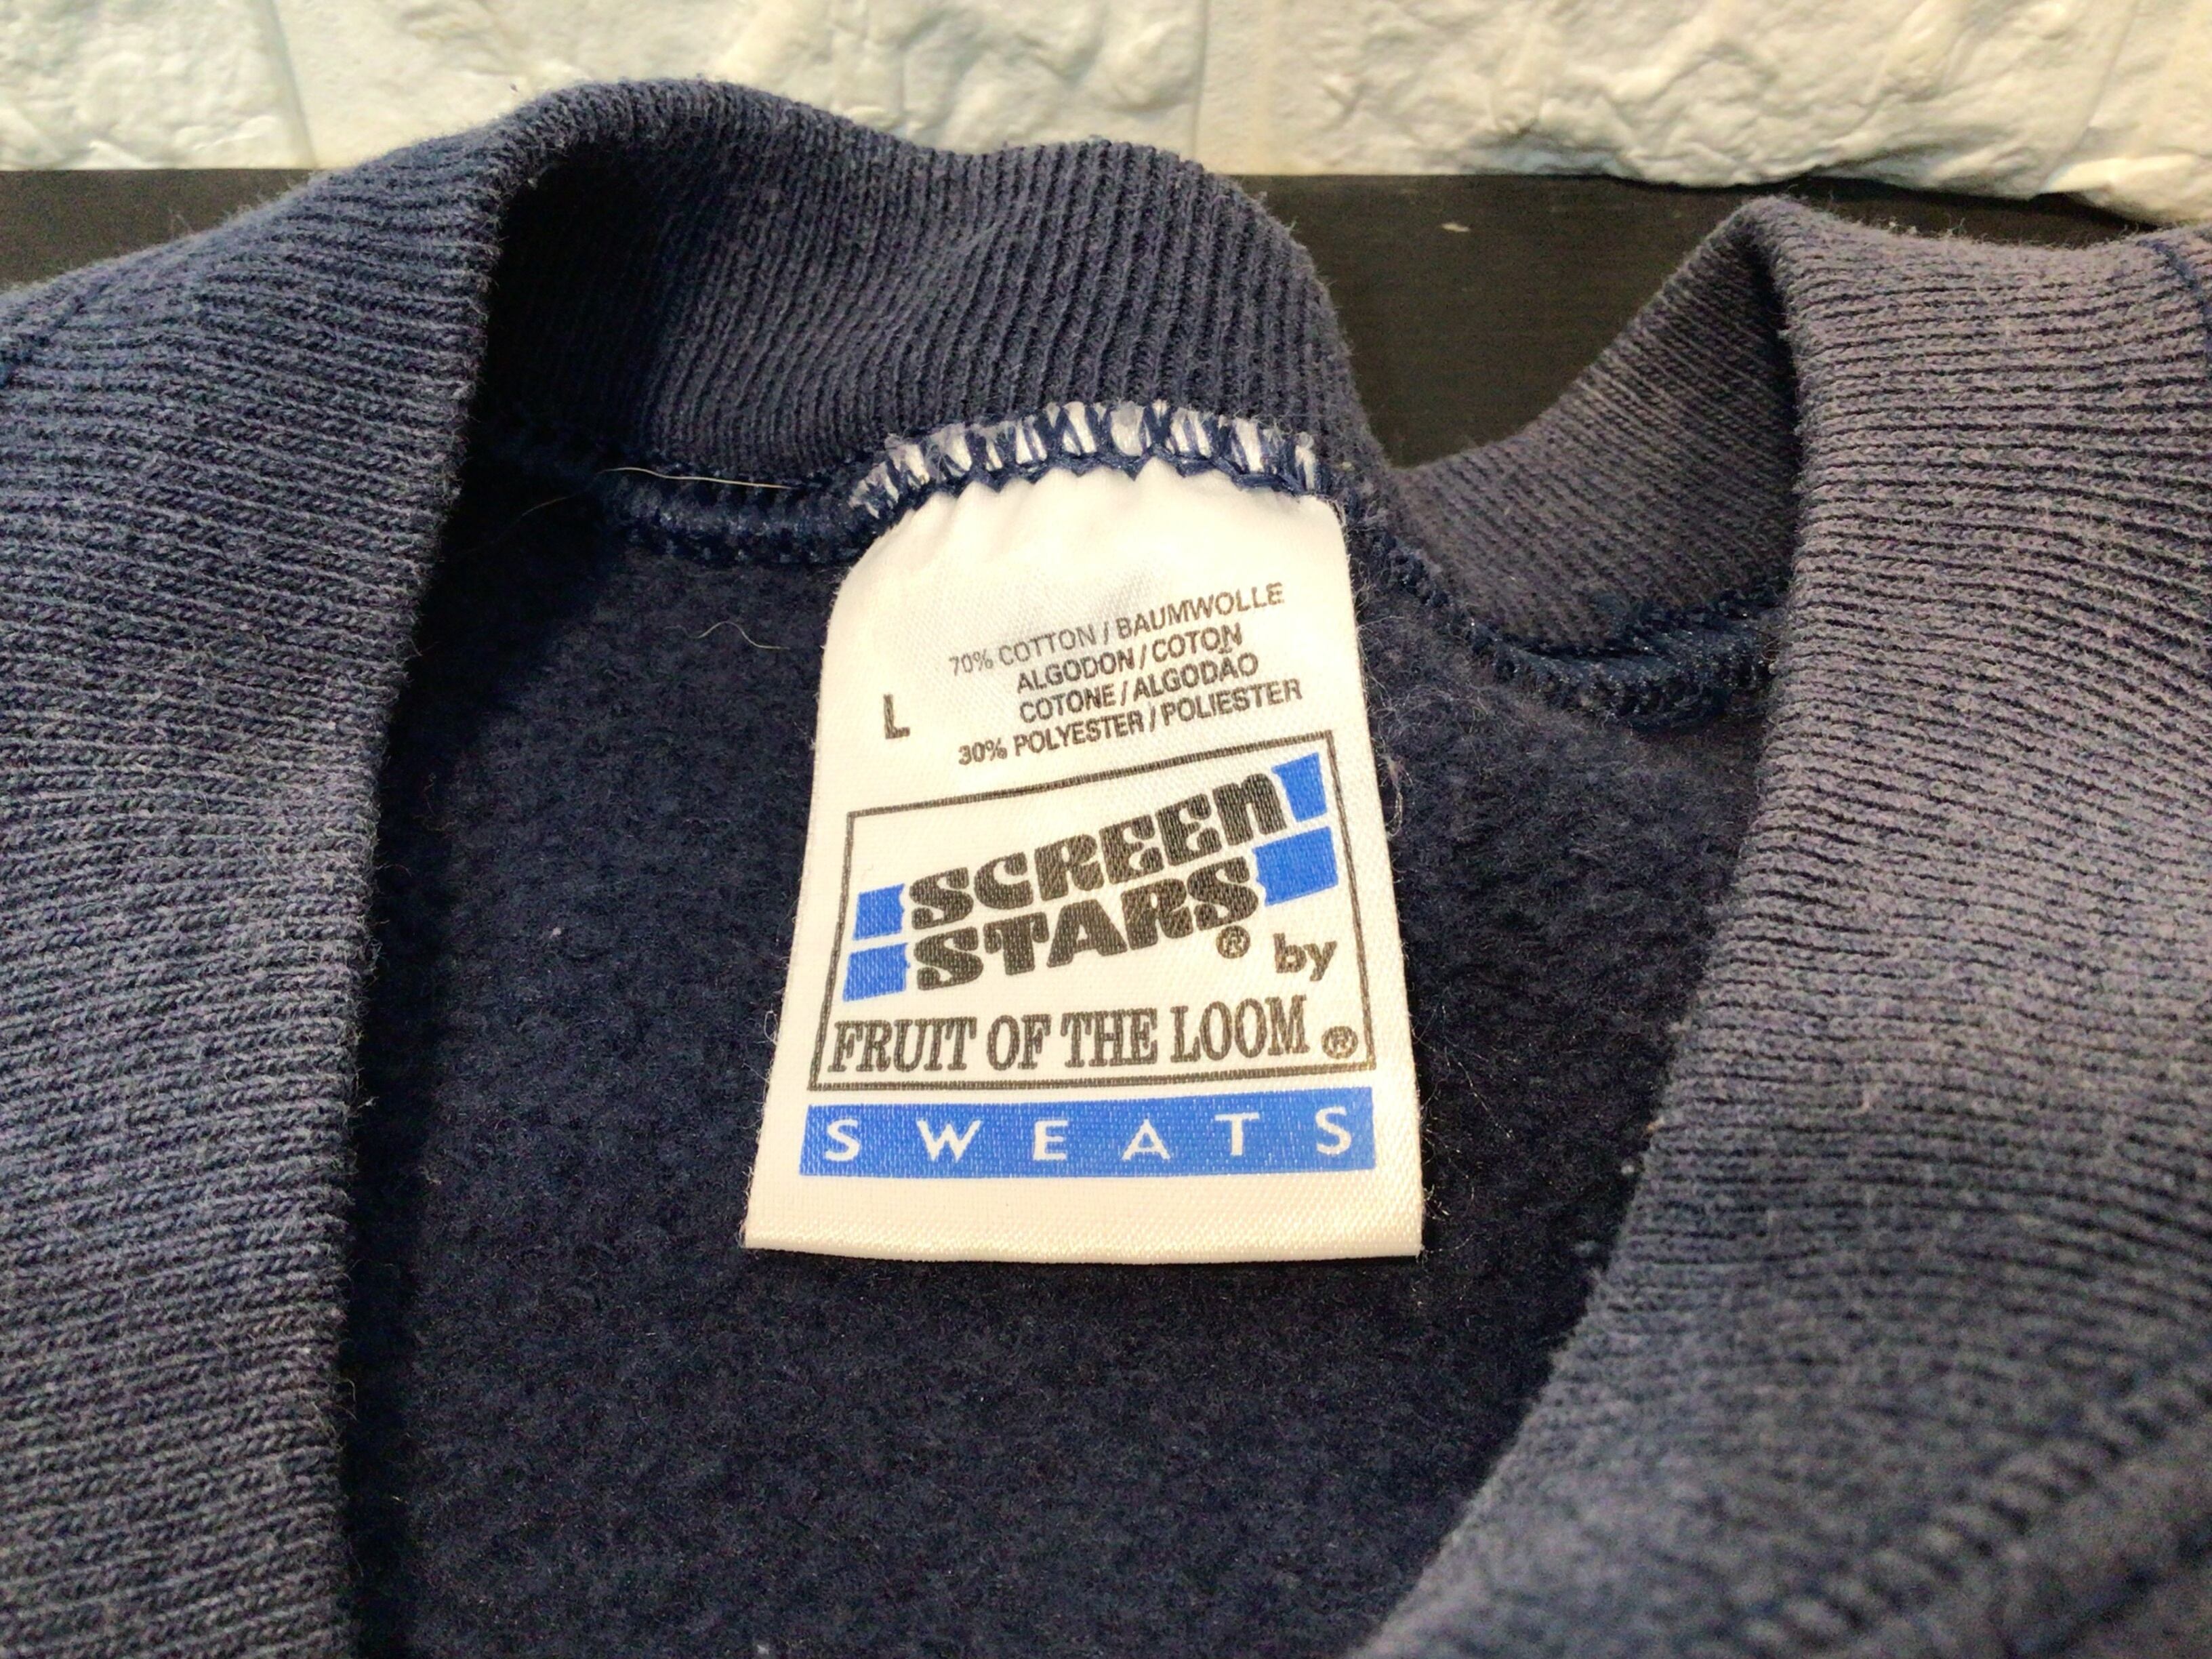 70% COTTON / BAUMWOLLE
ALGODON / COTON
COTONE / ALGODÃO
L
30% POLYESTER / POLIESTER
SCREEN
STARS® by
FRUIT OF THE LOOM®
SWEATS